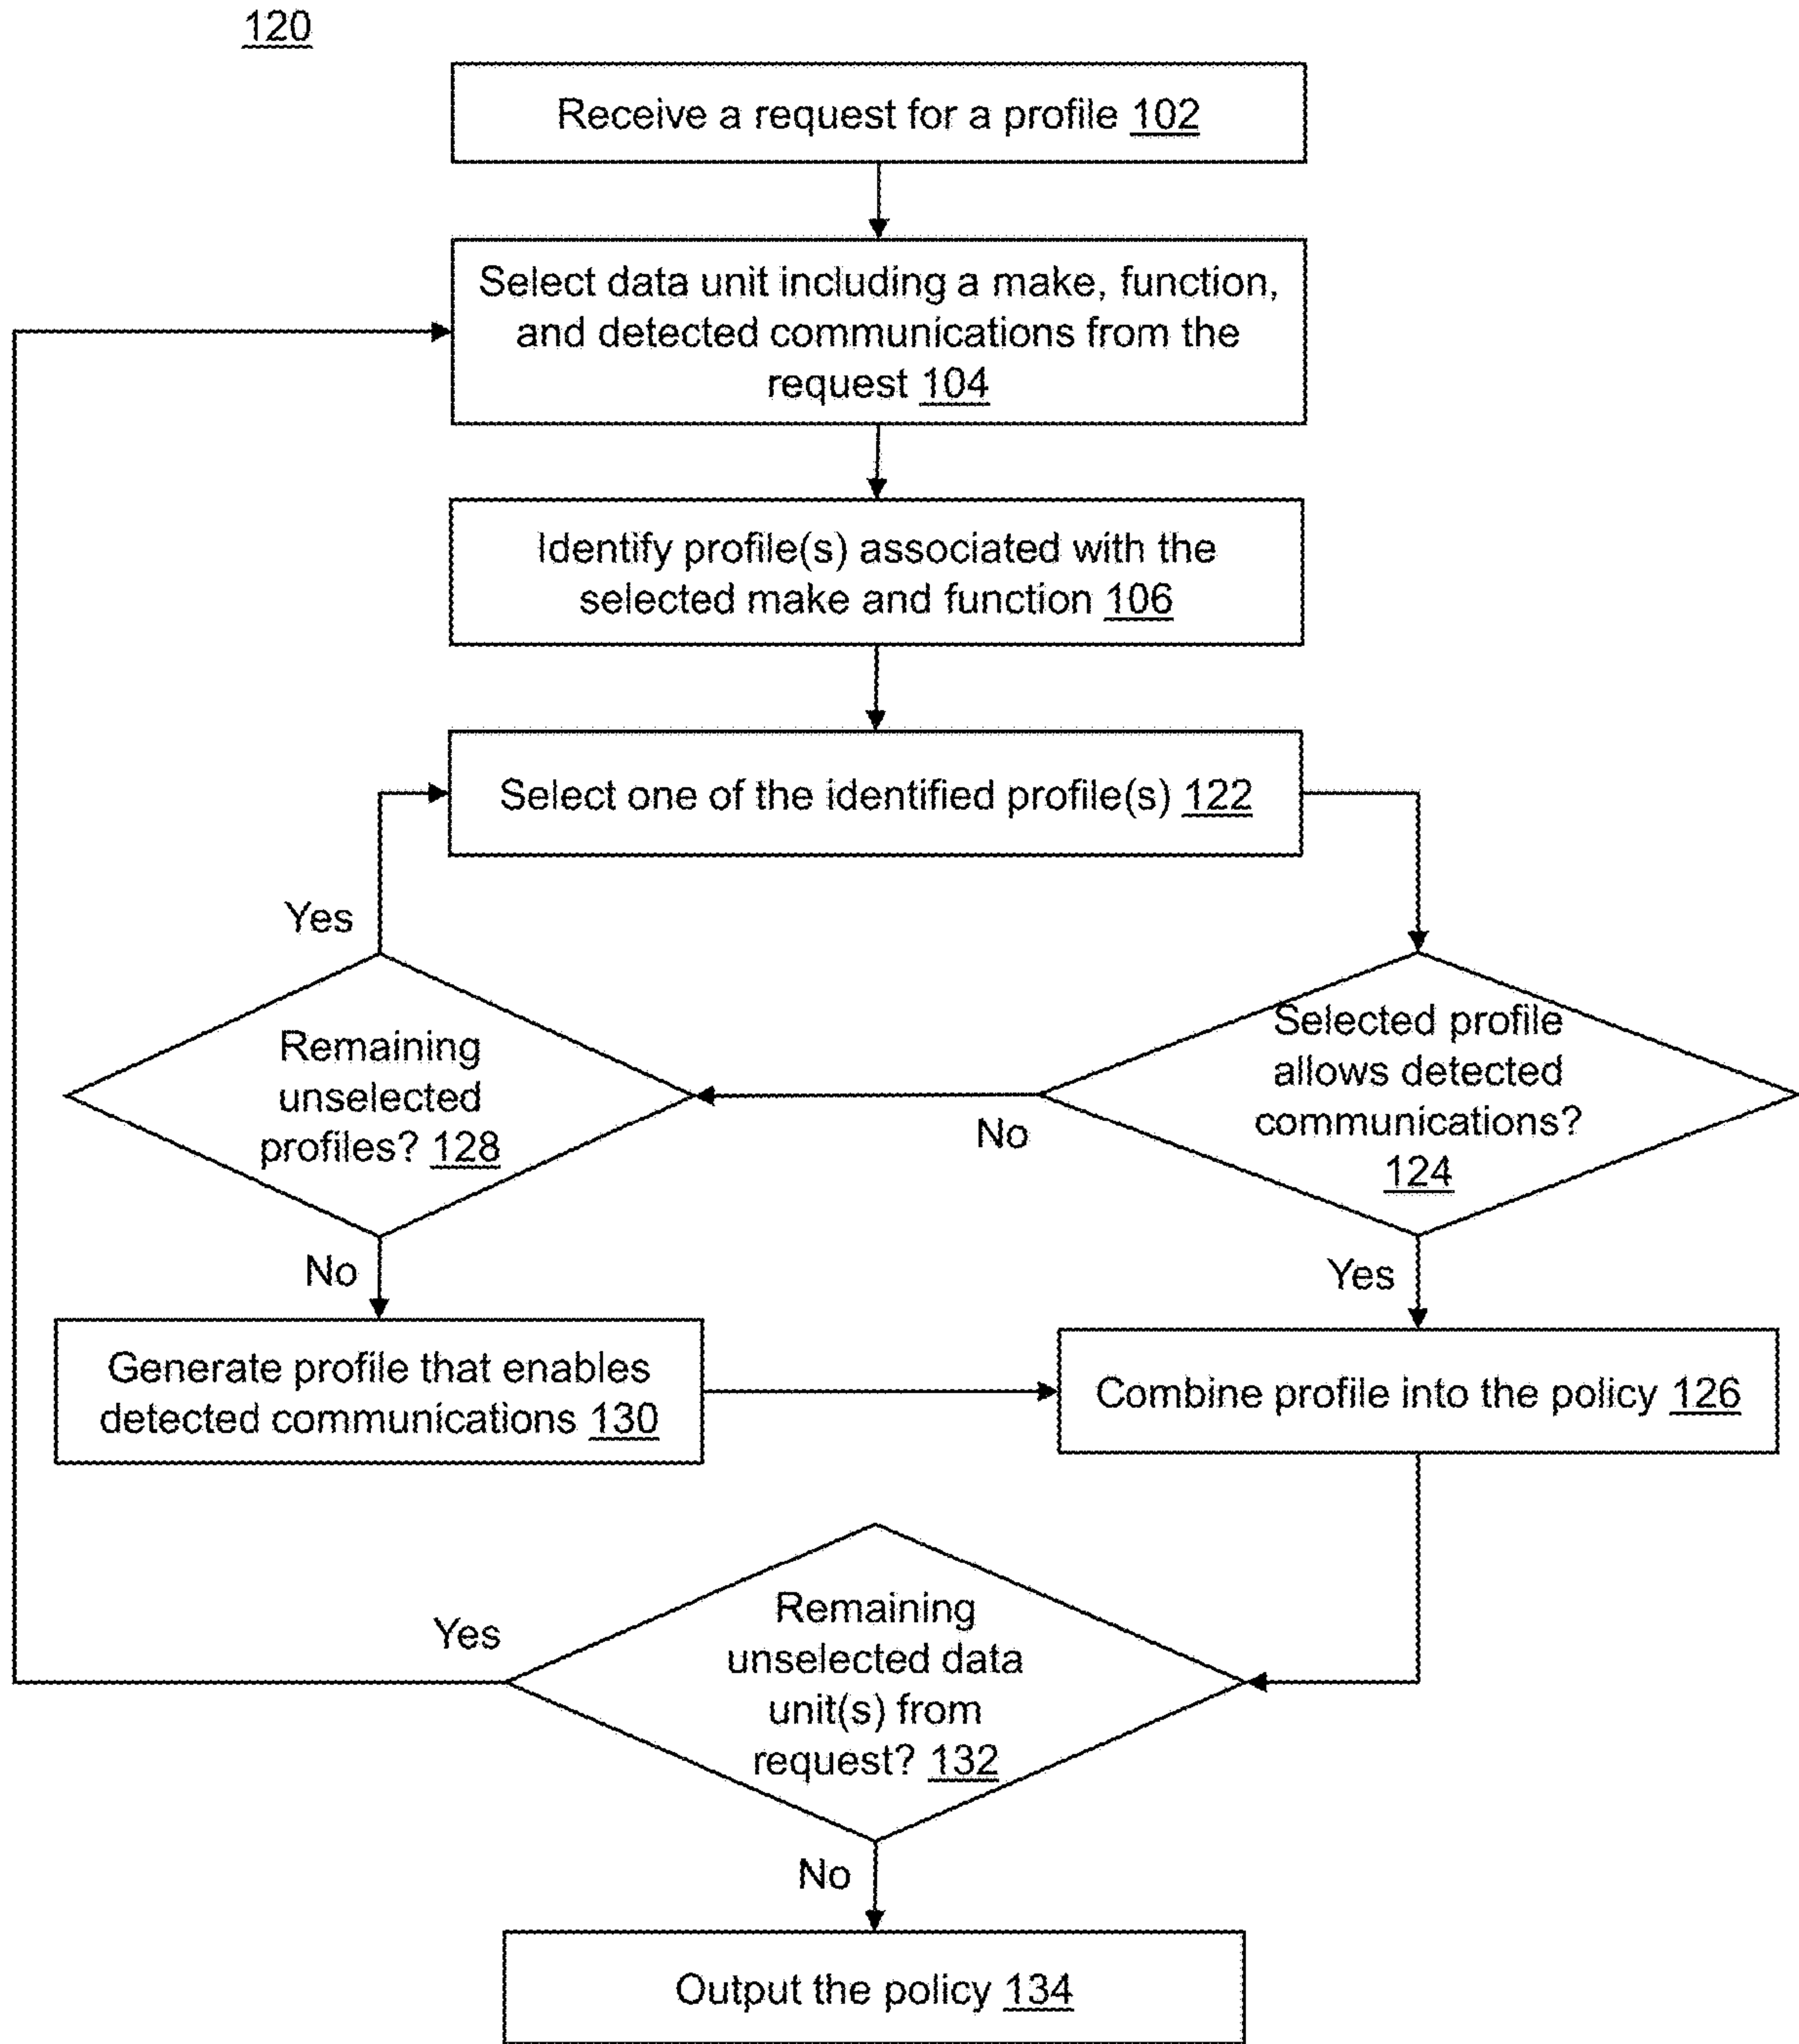 120
Receive a request for a profile 102
Select data unit including a make, function,
and detected communications from the
request 104
Identify profile(s) associated with the
selected make and function 106
Select one of the identified profile(s) 122
Yes
Remaining
unselected
profiles? 128
No
Selected profile
allows detected
communications?
124
No
Yes
Generate profile that enables
detected communications 130
Combine profile into the policy 126
Yes
Remaining
unselected data
unit(s) from
request? 132
No
Output the policy 134